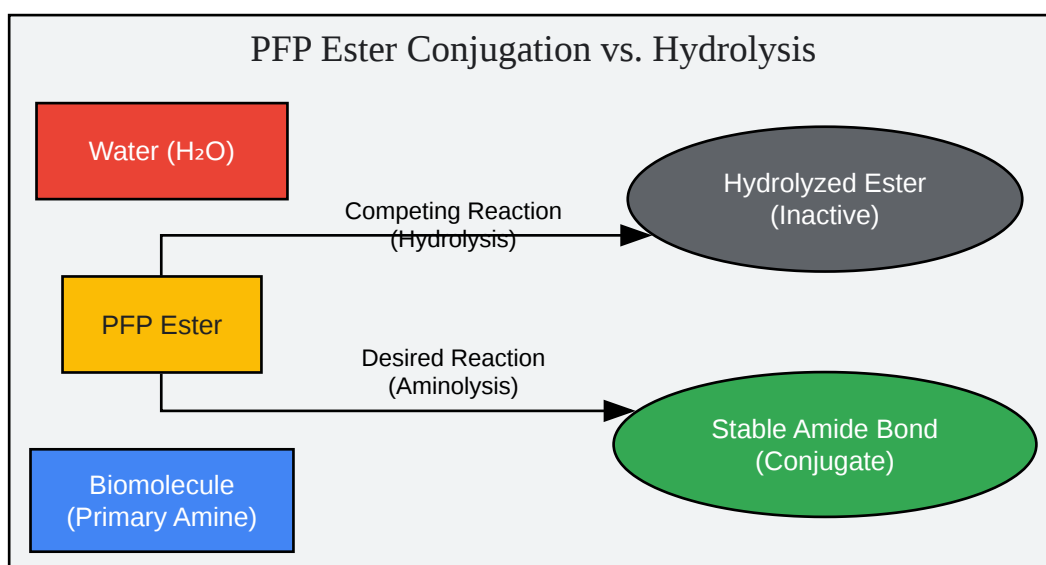 PFP Ester Conjugation vs. Hydrolysis
Water (H₂O)
Hydrolyzed Ester
(Inactive)
Competing Reaction
(Hydrolysis)
PFP Ester
Desired Reaction
(Aminolysis)
Stable Amide Bond
(Conjugate)
Biomolecule
(Primary Amine)